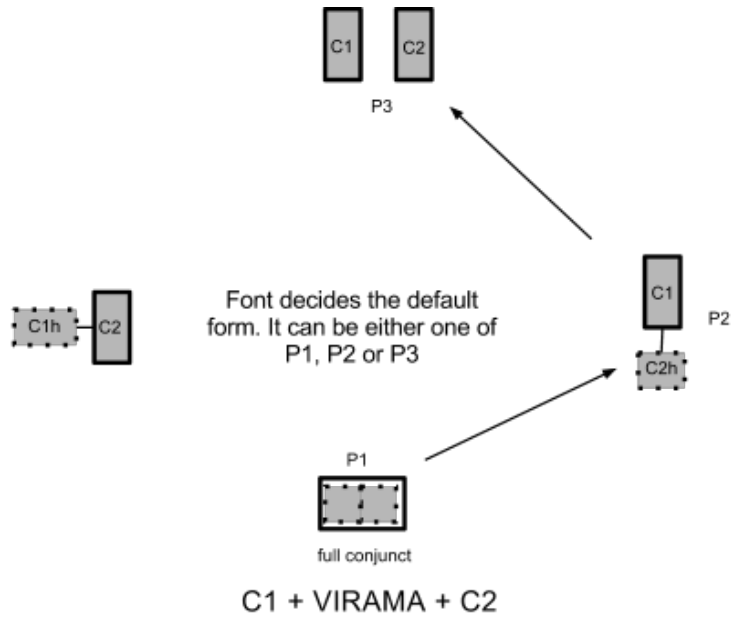 C1 C2
P3
C1
P2
C2h
C1h C2
Font decides the default
form. It can be either one of
P1, P2 or P3
P1
full conjunct
C1 + VIRAMA + C2